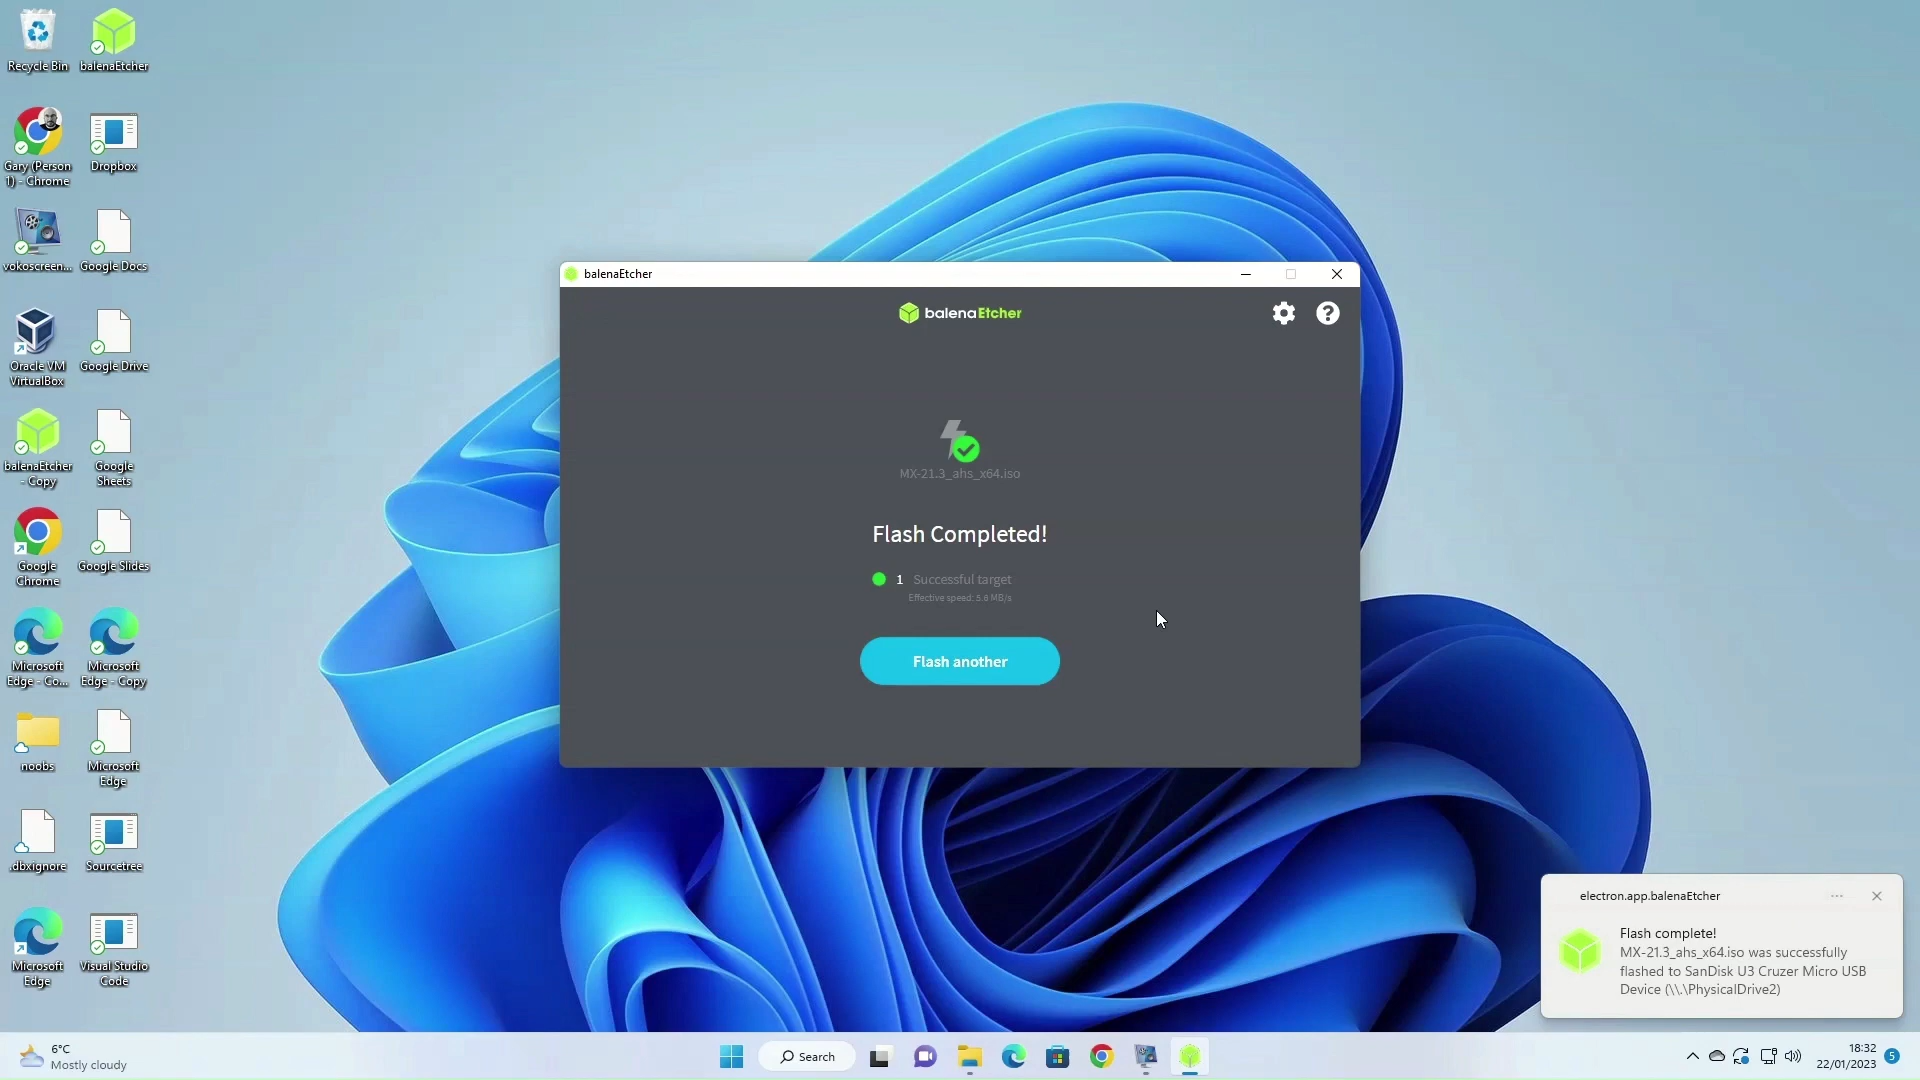 Recycle Bin
balenaEtcher
Gary (Person
1) - Chrome
Dropbox
vokoscreen...
Google Docs
Oracle VM
VirtualBox
Google Drive
balenaEtcher
- Copy
Google
Sheets
Google
Chrome
Google Slides
Microsoft
Edge - Co...
Microsoft
Edge - Copy
noobs
Microsoft
Edge
.dbxignore
Sourcetree
Microsoft
Edge
Visual Studio
Code
balenaEtcher
balenaEtcher
MX-21.3_ahs_x64.iso
Flash Completed!
1 Successful target
Effective speed: 5.6 MB/s
Flash another
electron.app.balenaEtcher
Flash complete!
MX-21.3_ahs_x64.iso was successfully
flashed to SanDisk U3 Cruzer Micro USB
Device (\\.\PhysicalDrive2)
6°C
Mostly cloudy
Search
18:32
22/01/2023
5